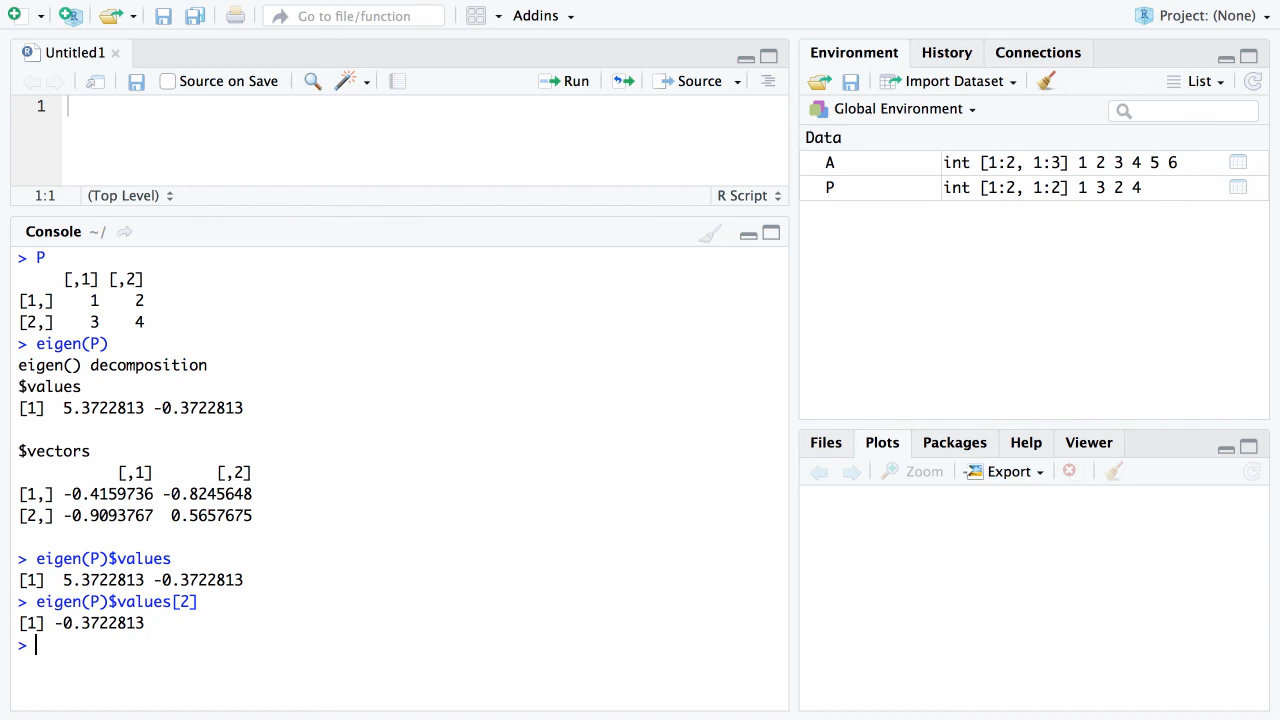 Go to file/function Addins Project: (None)
Untitled1
Source on Save Run Source
1
1:1 (Top Level) R Script
Console ~/
> P
[,1] [,2]
[1,] 1 2
[2,] 3 4
> eigen(P)
eigen() decomposition
$values
[1] 5.3722813 -0.3722813
$vectors
[,1] [,2]
[1,] -0.4159736 -0.8245648
[2,] -0.9093767 0.5657675
> eigen(P)$values
[1] 5.3722813 -0.3722813
> eigen(P)$values[2]
[1] -0.3722813
>
Environment History Connections
Import Dataset List
Global Environment
Data
A int [1:2, 1:3] 1 2 3 4 5 6
P int [1:2, 1:2] 1 3 2 4
Files Plots Packages Help Viewer
Zoom Export